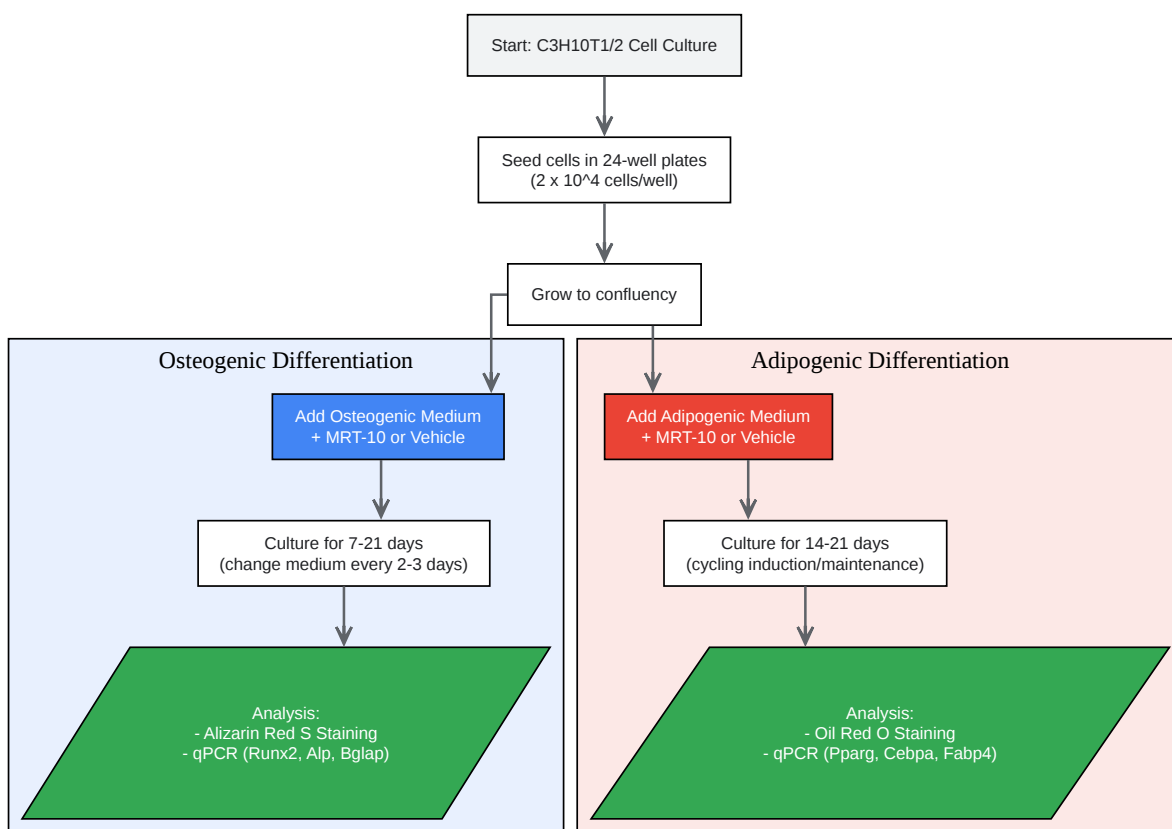 Start: C3H10T1/2 Cell Culture
Seed cells in 24-well plates
(2 x 10^4 cells/well)
Grow to confluency
Osteogenic Differentiation
Add Osteogenic Medium
+ MRT-10 or Vehicle
Culture for 7-21 days
(change medium every 2-3 days)
Analysis:
- Alizarin Red S Staining
- qPCR (Runx2, Alp, Bglap)
Adipogenic Differentiation
Add Adipogenic Medium
+ MRT-10 or Vehicle
Culture for 14-21 days
(cycling induction/maintenance)
Analysis:
- Oil Red O Staining
- qPCR (Pparg, Cebpa, Fabp4)